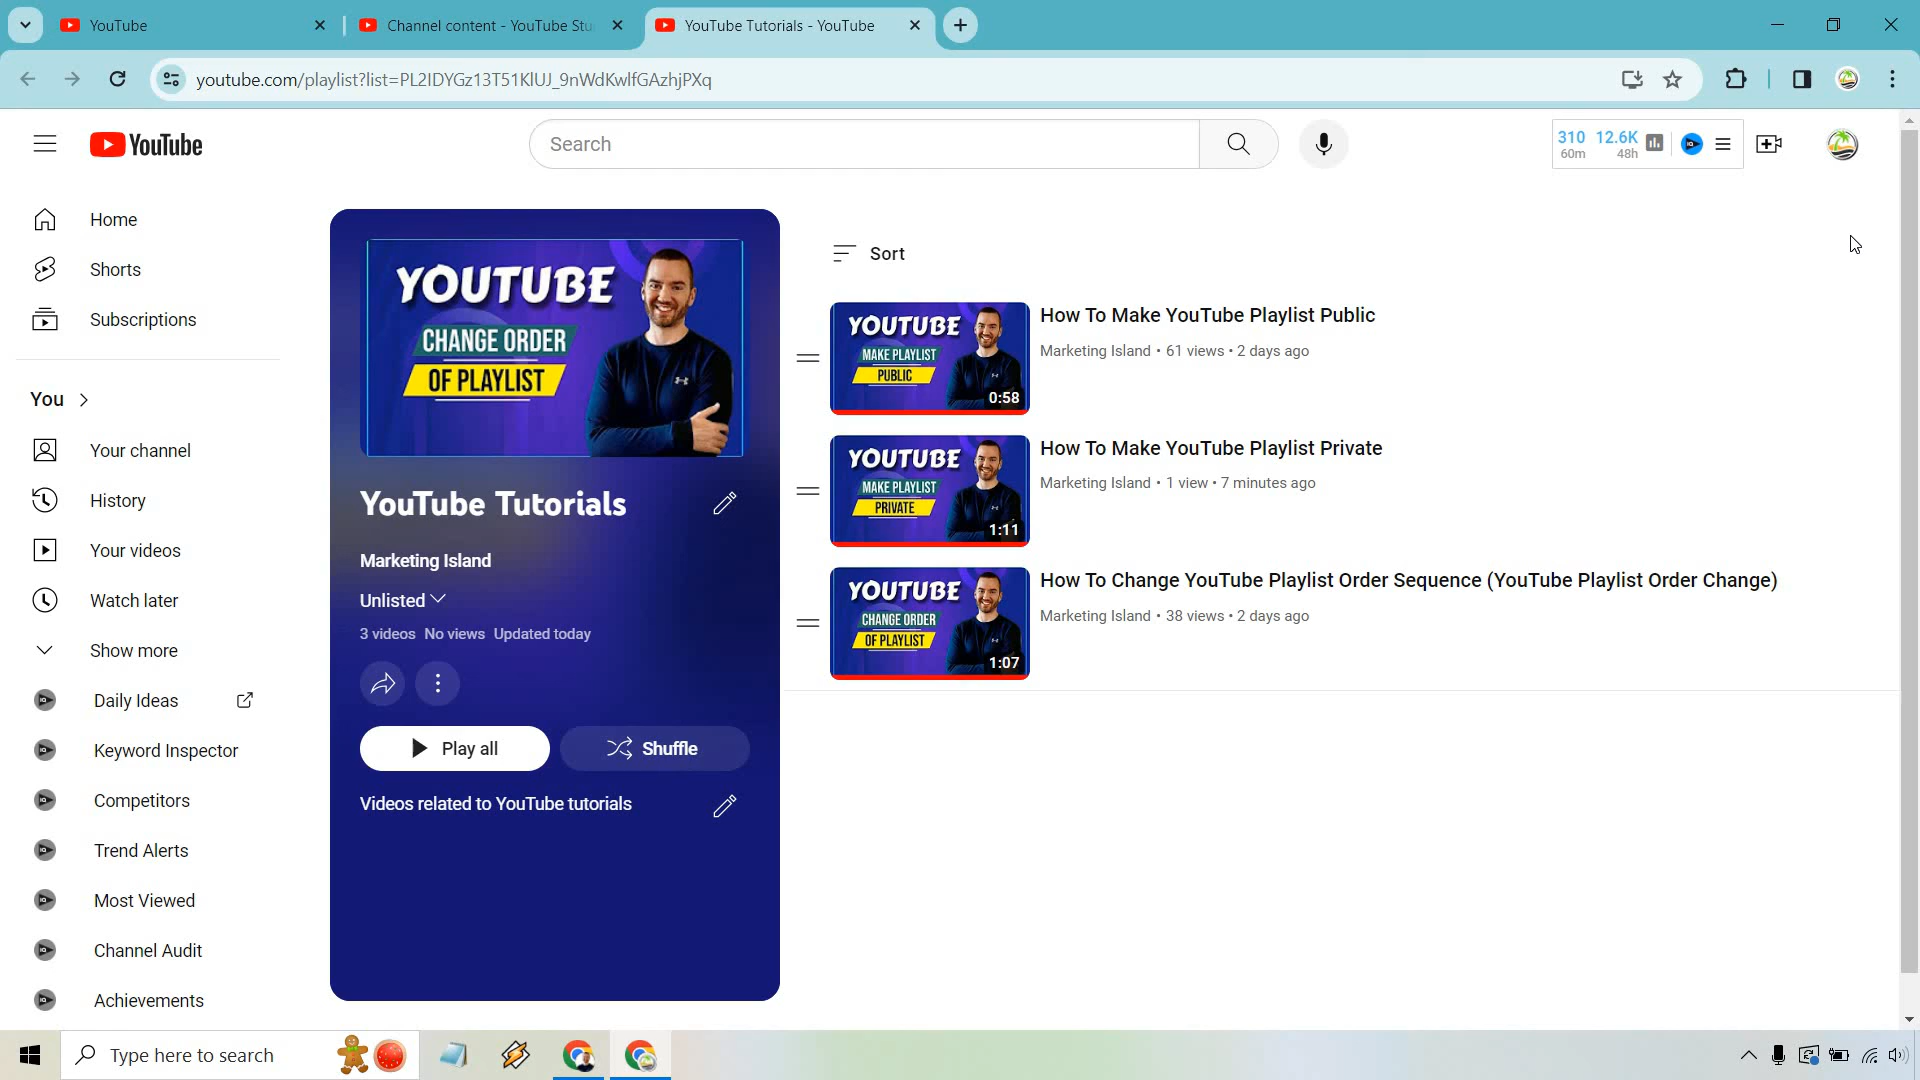 YouTube
Channel content - YouTube Stu
YouTube Tutorials - YouTube
youtube.com/playlist?list=PL2IDYGz13T51KlUJ_9nWdKwlfGAzhjPXq
YouTube
Search
310 12.6K
60m 48h
Home
Shorts
Subscriptions
You
Your channel
History
Your videos
Watch later
Show more
Daily Ideas
Keyword Inspector
Competitors
Trend Alerts
Most Viewed
Channel Audit
Achievements
YOUTUBE
CHANGE ORDER
OF PLAYLIST
YouTube Tutorials
Marketing Island
Unlisted
3 videos No views Updated today
Play all
Shuffle
Videos related to YouTube tutorials
Sort
YOUTUBE
MAKE PLAYLIST
PUBLIC
0:58
How To Make YouTube Playlist Public
Marketing Island • 61 views • 2 days ago
YOUTUBE
MAKE PLAYLIST
PRIVATE
1:11
How To Make YouTube Playlist Private
Marketing Island • 1 view • 7 minutes ago
YOUTUBE
CHANGE ORDER
OF PLAYLIST
1:07
How To Change YouTube Playlist Order Sequence (YouTube Playlist Order Change)
Marketing Island • 38 views • 2 days ago
Type here to search